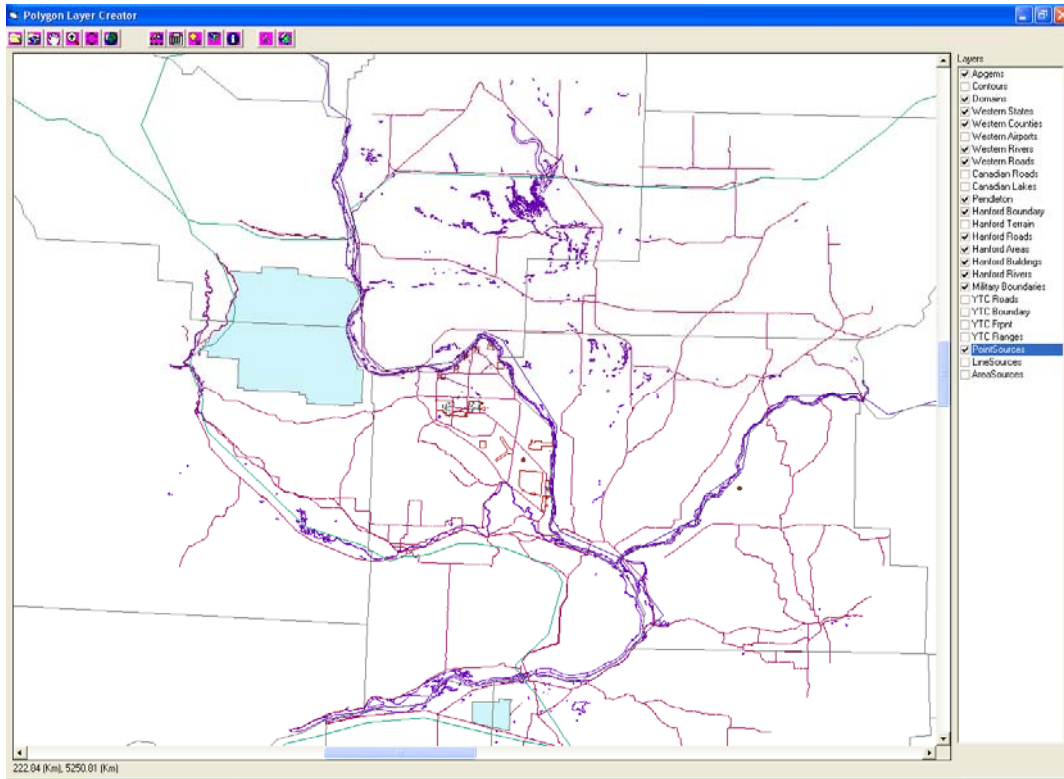 Polygon Layer Creator
Layers
Apgems
Contours
Domains
Western States
Western Counties
Western Airports
Western Rivers
Western Roads
Canadian Roads
Canadian Lakes
Pendleton
Hanford Boundary
Hanford Terrain
Hanford Roads
Hanford Areas
Hanford Buildings
Hanford Rivers
Military Boundaries
YTC Roads
YTC Boundary
YTC Frpnt
YTC Ranges
PointSources
LineSources
AreaSources
222.84 (Km), 5250.81 (Km)